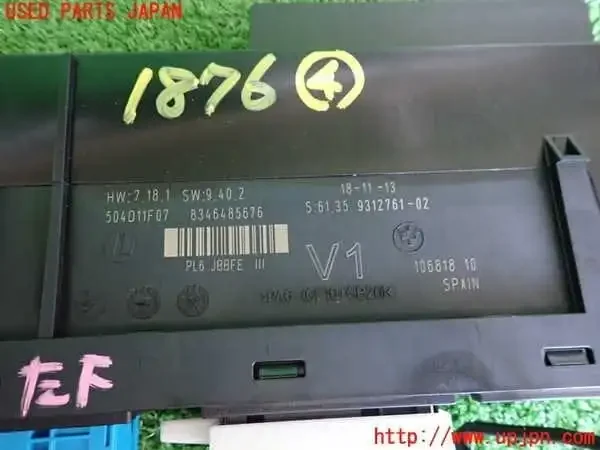 USED PARTS JAPAN
1876 ④
HW:7.18.1 SW:9.40.2
18-11-13
504D11F07 8346485676
S:61.35 9312761-02
PL6 JBBFE III
V1
106818 10
SPAIN
左下
http://www.upjpn.com